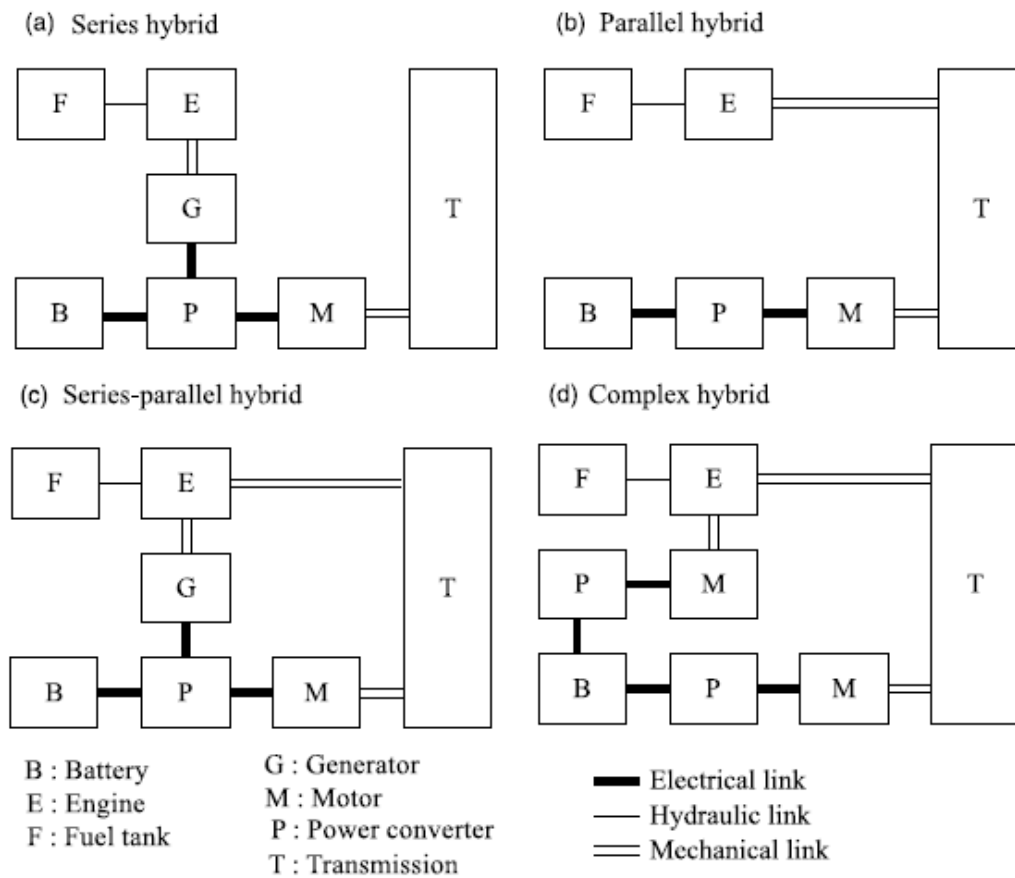 (a) Series hybrid
(b) Parallel hybrid
F E
G
T
B P M
F E
T
B P M
(c) Series-parallel hybrid
(d) Complex hybrid
F E
G
T
B P M
F E
P M
T
B P M
B : Battery
E : Engine
F : Fuel tank
G : Generator
M : Motor
P : Power converter
T : Transmission
Electrical link
Hydraulic link
Mechanical link